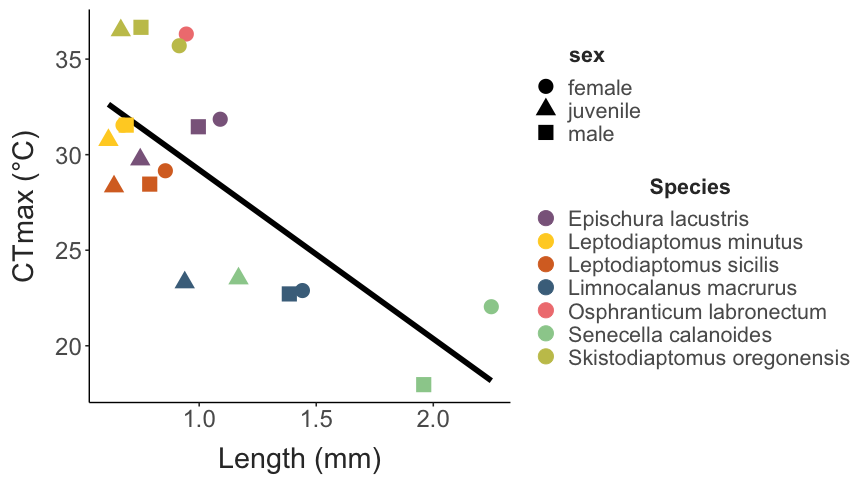 35
30
25
20
CTmax (°C)
1.0
1.5
2.0
Length (mm)
sex
female
juvenile
male
Species
Epischura lacustris
Leptodiaptomus minutus
Leptodiaptomus sicilis
Limnocalanus macrurus
Osphranticum labronectum
Senecella calanoides
Skistodiaptomus oregonensis